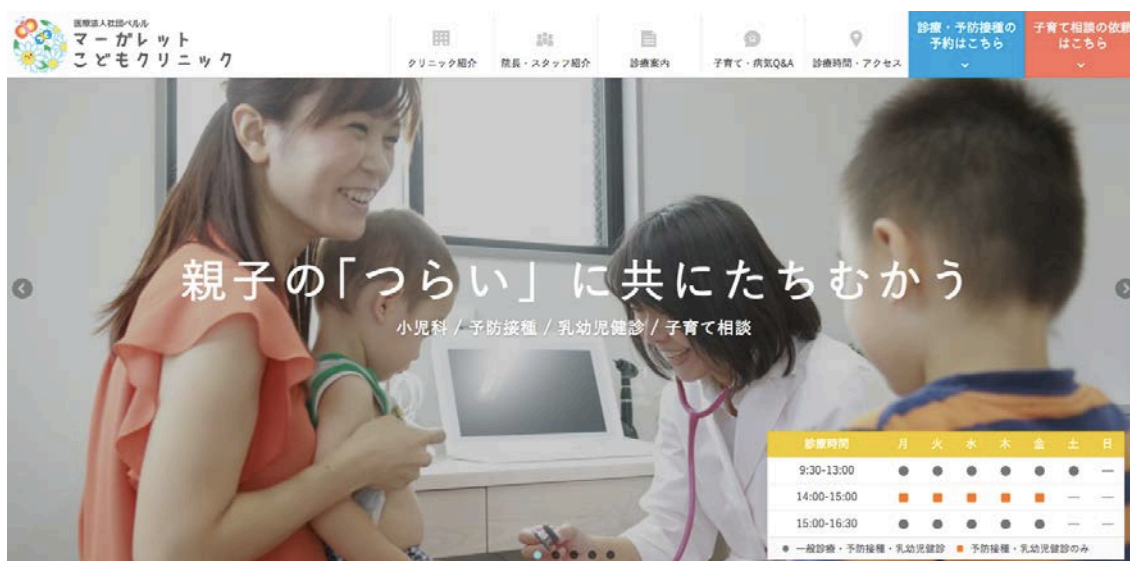 医療法人社団ペルル
マーガレット
こどもクリニック
クリニック紹介
院長・スタッフ紹介
診療案内
子育て・病気Q&A
診療時間・アクセス
診療・予防接種の
予約はこちら
子育て相談の依頼
はこちら
親子の「つらい」に共にたちむかう
小児科 / 予防接種 / 乳幼児健診 / 子育て相談
診療時間 月 火 水 木 金 土 日
9:30-13:00 ● ● ● ● ● ● —
14:00-15:00 ■ ■ ■ ■ ■ — —
15:00-16:30 ● ● ● ● ● — —
● 一般診療・予防接種・乳幼児健診 ■ 予防接種・乳幼児健診のみ